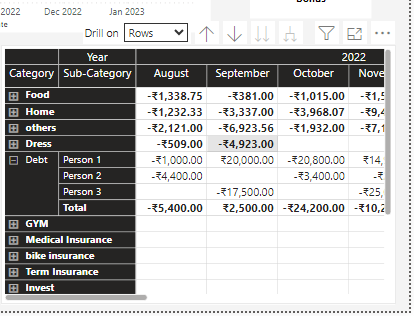 2022 Dec 2022 Jan 2023
Drill on Rows
Year 2022
Category Sub-Category August September October Nove
Food -₹1,338.75 -₹381.00 -₹1,015.00 -₹1,5
Home -₹1,232.33 -₹3,337.00 -₹3,968.07 -₹9,4
others -₹2,121.00 -₹6,923.56 -₹1,932.00 -₹7,1
Dress -₹509.00 -₹4,923.00
Debt Person 1 -₹1,000.00 ₹20,000.00 -₹20,800.00 ₹14,
Person 2 -₹4,400.00 -₹3,400.00 -₹
Person 3 -₹17,500.00 -₹25,
Total -₹5,400.00 ₹2,500.00 -₹24,200.00 -₹10,2
GYM
Medical Insurance
bike insurance
Term Insurance
Invest